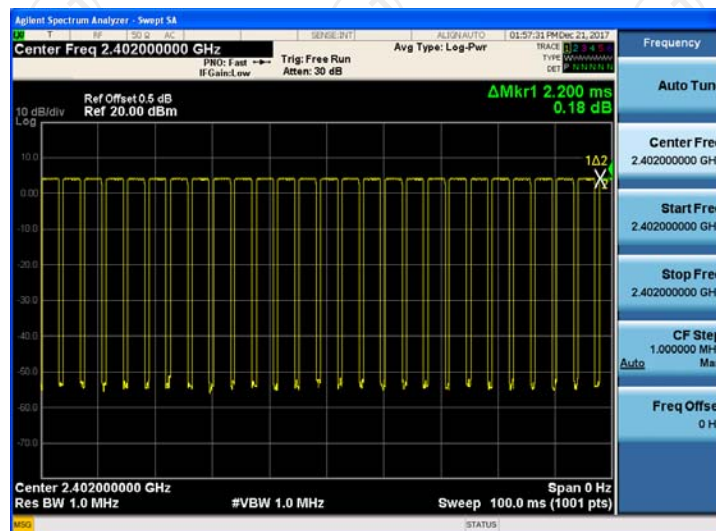 Agilent Spectrum Analyzer - Swept SA
RF 50 Ω AC SENSE:INT ALIGNAUTO 01:57:31 PM Dec 21, 2017
Center Freq 2.402000000 GHz
PNO: Fast
IFGain:Low
Trig: Free Run
Atten: 30 dB
Avg Type: Log-Pwr
TRACE 1 2 3 4 5 6
TYPE
DET P N N N N N
Frequency
Ref Offset 0.5 dB
Ref 20.00 dBm
10 dB/div
Log
ΔMkr1 2.200 ms
0.18 dB
10.0
0.00
-10.0
-20.0
-30.0
-40.0
-50.0
-60.0
-70.0
1Δ2
Center 2.402000000 GHz
Span 0 Hz
Res BW 1.0 MHz
#VBW 1.0 MHz
Sweep 100.0 ms (1001 pts)
MSG
STATUS
Auto Tun
Center Fre
2.402000000 GH
Start Fre
2.402000000 GH
Stop Fre
2.402000000 GH
CF Step
1.000000 MH
Auto Ma
Freq Offse
0 H